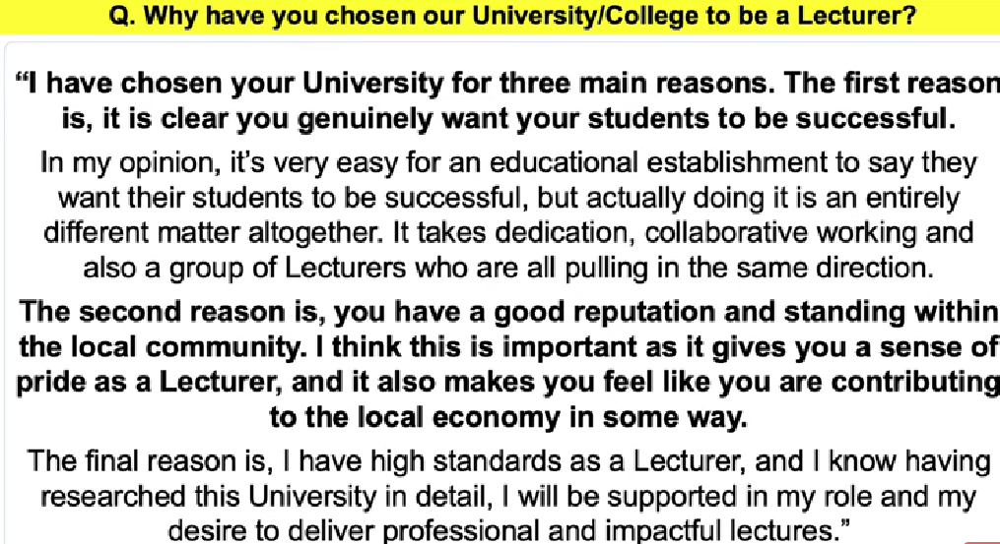 Q. Why have you chosen our University/College to be a Lecturer?
“I have chosen your University for three main reasons. The first reason
is, it is clear you genuinely want your students to be successful.
In my opinion, it’s very easy for an educational establishment to say they
want their students to be successful, but actually doing it is an entirely
different matter altogether. It takes dedication, collaborative working and
also a group of Lecturers who are all pulling in the same direction.
The second reason is, you have a good reputation and standing within
the local community. I think this is important as it gives you a sense of
pride as a Lecturer, and it also makes you feel like you are contributing
to the local economy in some way.
The final reason is, I have high standards as a Lecturer, and I know having
researched this University in detail, I will be supported in my role and my
desire to deliver professional and impactful lectures.”